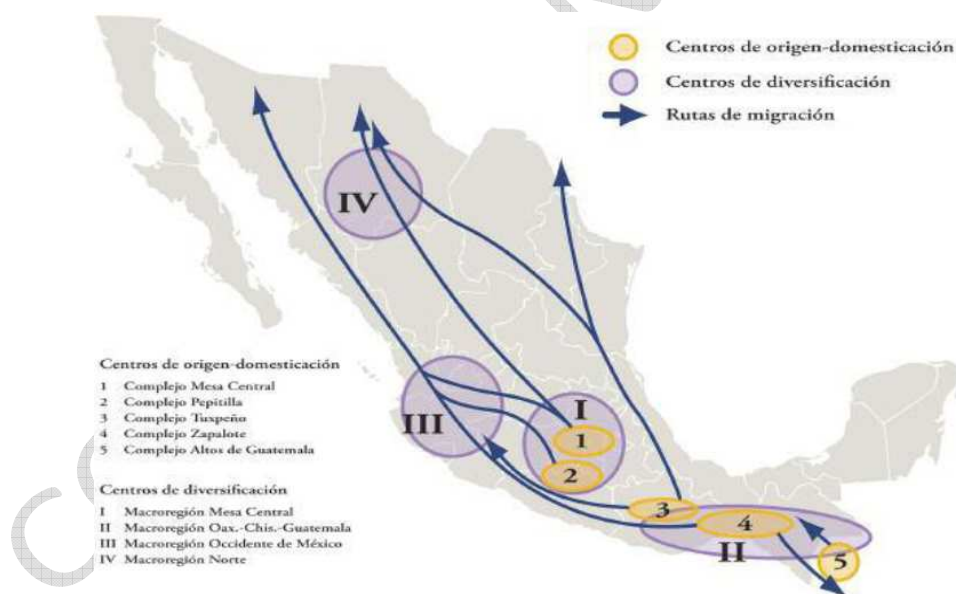 Centros de origen-domesticación
Centros de diversificación
Rutas de migración
IV
I
III
1
2
3
4
II
5
Centros de origen-domesticación
1 Complejo Mesa Central
2 Complejo Pepitilla
3 Complejo Tuxpeño
4 Complejo Zapalote
5 Complejo Altos de Guatemala
Centros de diversificación
I Macroregión Mesa Central
II Macroregión Oax.-Chis.-Guatemala
III Macroregión Occidente de México
IV Macroregión Norte